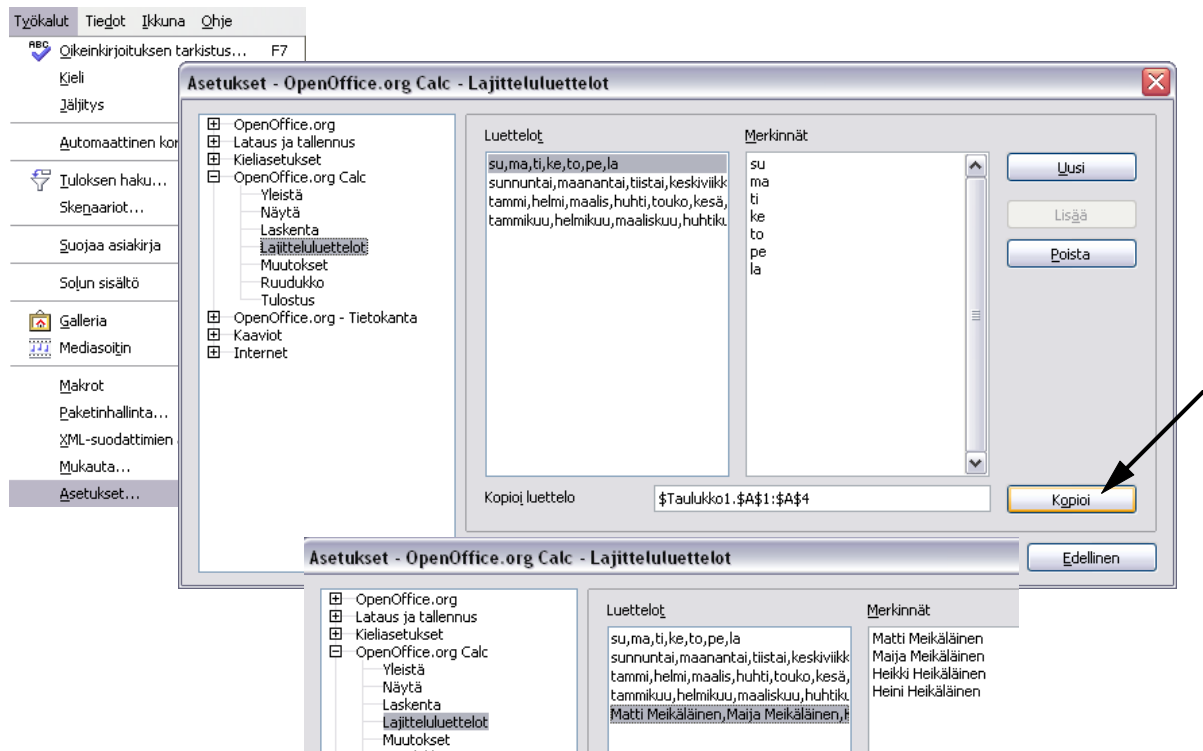 Työkalut Tiedot Ikkuna Ohje
ABC Oikeinkirjoituksen tarkistus... F7
Kieli
Jäljitys
Automaattinen kor
Tuloksen haku...
Skenaariot...
Suojaa asiakirja
Solun sisältö
Galleria
Mediasoitin
Makrot
Paketinhallinta...
XML-suodattimien
Mukauta...
Asetukset...
Asetukset - OpenOffice.org Calc - Lajitteluluettelot
OpenOffice.org
Lataus ja tallennus
Kieliasetukset
OpenOffice.org Calc
Yleistä
Näytä
Laskenta
Lajitteluluettelot
Muutokset
Ruudukko
Tulostus
OpenOffice.org - Tietokanta
Kaaviot
Internet
Luettelot
su,ma,ti,ke,to,pe,la
sunnuntai,maanantai,tiistai,keskiviikk
tammi,helmi,maalis,huhti,touko,kesä,
tammikuu,helmikuu,maaliskuu,huhtiku
Merkinnät
su
ma
ti
ke
to
pe
la
Uusi
Lisää
Poista
Kopioi luettelo $Taulukko1.$A$1:$A$4 Kopioi
Edellinen
Asetukset - OpenOffice.org Calc - Lajitteluluettelot
OpenOffice.org
Lataus ja tallennus
Kieliasetukset
OpenOffice.org Calc
Yleistä
Näytä
Laskenta
Lajitteluluettelot
Muutokset
Luettelot
su,ma,ti,ke,to,pe,la
sunnuntai,maanantai,tiistai,keskiviikk
tammi,helmi,maalis,huhti,touko,kesä,
tammikuu,helmikuu,maaliskuu,huhtiku
Matti Meikäläinen,Maija Meikäläinen,H
Merkinnät
Matti Meikäläinen
Maija Meikäläinen
Heikki Heikäläinen
Heini Heikäläinen